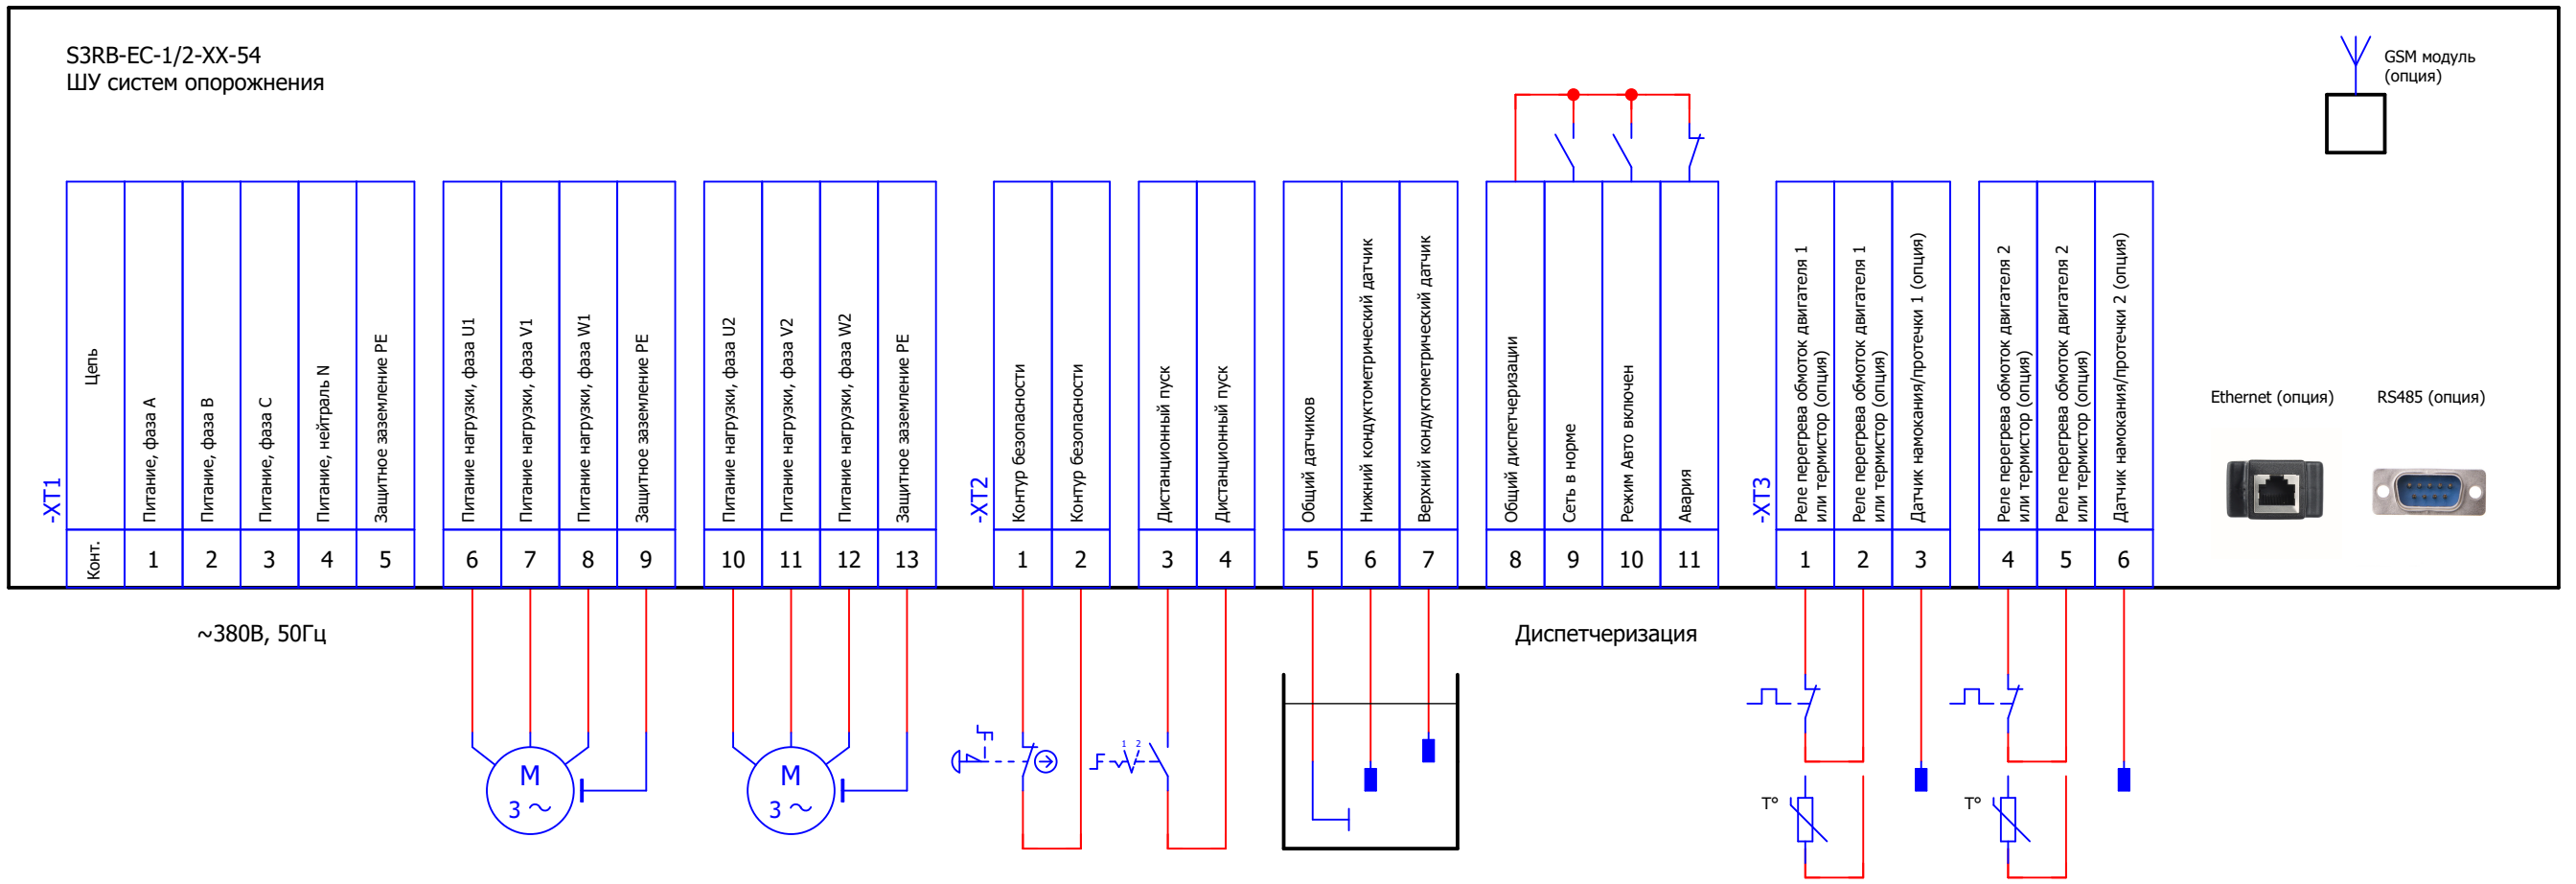 S3RB-EC-1/2-XX-54
ШУ систем опорожнения
GSM модуль
(опция)
-XT1
Цепь
Питание, фаза A
Питание, фаза B
Питание, фаза C
Питание, нейтраль N
Защитное заземление PE
Питание нагрузки, фаза U1
Питание нагрузки, фаза V1
Питание нагрузки, фаза W1
Защитное заземление PE
Питание нагрузки, фаза U2
Питание нагрузки, фаза V2
Питание нагрузки, фаза W2
Защитное заземление PE
-XT2
Контур безопасности
Контур безопасности
Дистанционный пуск
Дистанционный пуск
Общий датчиков
Нижний кондуктометрический датчик
Верхний кондуктометрический датчик
Общий диспетчеризации
Сеть в норме
Режим Авто включен
Авария
-XT3
Реле перегрева обмоток двигателя 1
или термистор (опция)
Реле перегрева обмоток двигателя 1
или термистор (опция)
Датчик намокания/протечки 1 (опция)
Реле перегрева обмоток двигателя 2
или термистор (опция)
Реле перегрева обмоток двигателя 2
или термистор (опция)
Датчик намокания/протечки 2 (опция)
Ethernet (опция)
RS485 (опция)
Конт.
1
2
3
4
5
6
7
8
9
10
11
12
13
1
2
3
4
5
6
7
8
9
10
11
1
2
3
4
5
6
~380В, 50Гц
Диспетчеризация
M
3 ~
M
3 ~
1 2
T°
T°